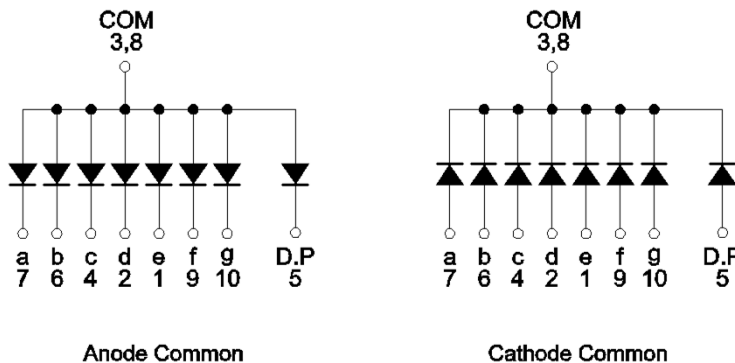 COM
3,8
a b c d e f g D.P
7 6 4 2 1 9 10 5
Anode Common
COM
3,8
a b c d e f g D.P
7 6 4 2 1 9 10 5
Cathode Common